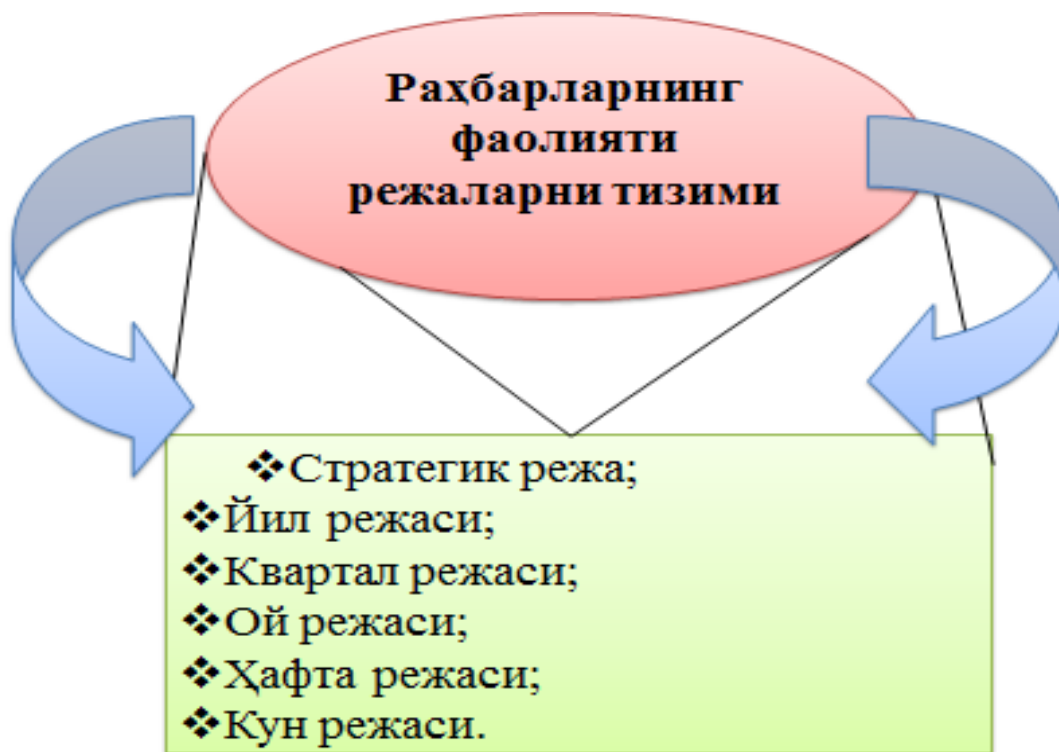 Раҳбарларнинг
фаолияти
режаларни тизими
❖Стратегик режа;
❖Йил режаси;
❖Квартал режаси;
❖Ой режаси;
❖Ҳафта режаси;
❖Кун режаси.